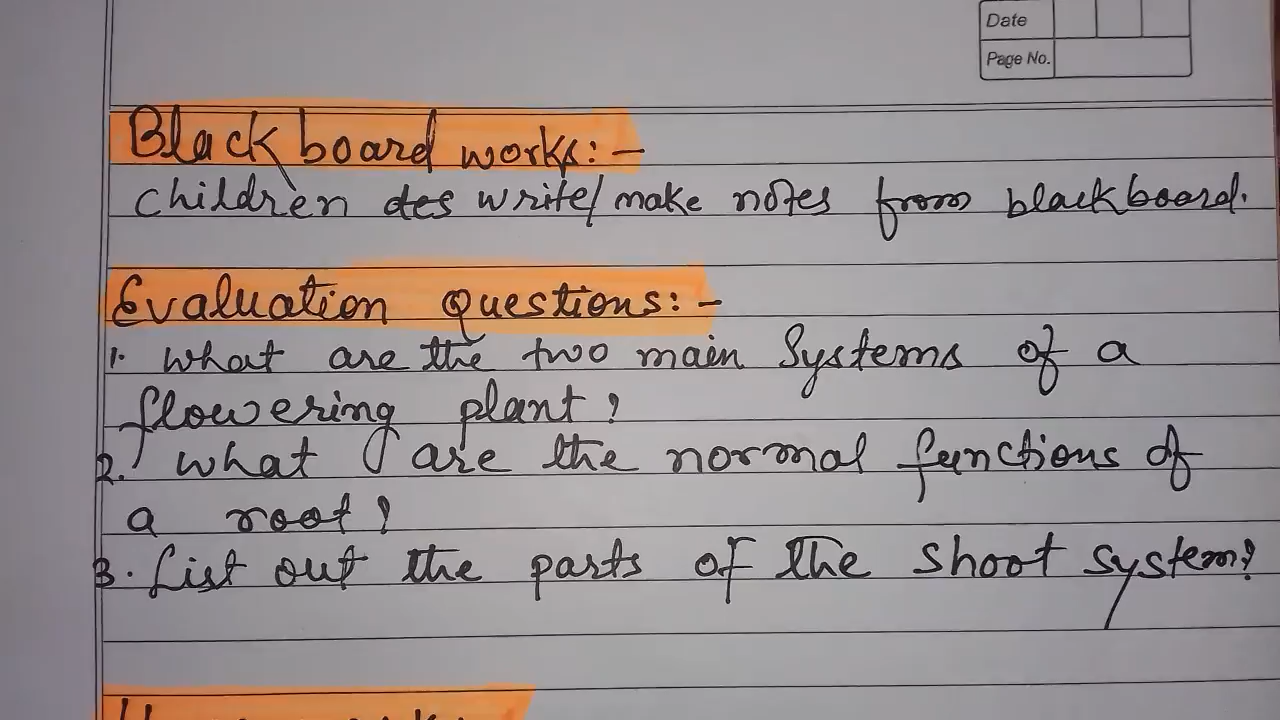 Date
Page No.
Blackboard works:-
children des write/make notes from blackboard.
Evaluation questions:-
1. What are the two main Systems of a
flowering plant?
2. What are the normal functions of
a root?
3. List out the parts of the shoot system?